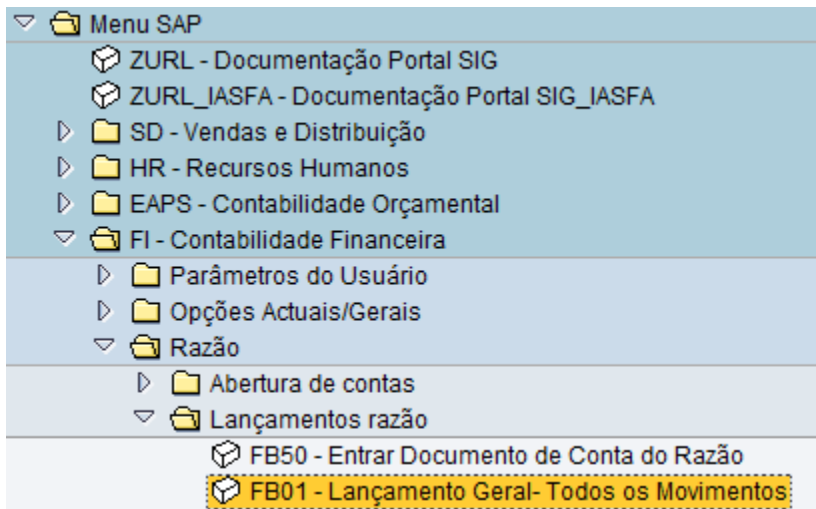 Menu SAP
ZURL - Documentação Portal SIG
ZURL_IASFA - Documentação Portal SIG_IASFA
SD - Vendas e Distribuição
HR - Recursos Humanos
EAPS - Contabilidade Orçamental
FI - Contabilidade Financeira
Parâmetros do Usuário
Opções Actuais/Gerais
Razão
Abertura de contas
Lançamentos razão
FB50 - Entrar Documento de Conta do Razão
FB01 - Lançamento Geral- Todos os Movimentos